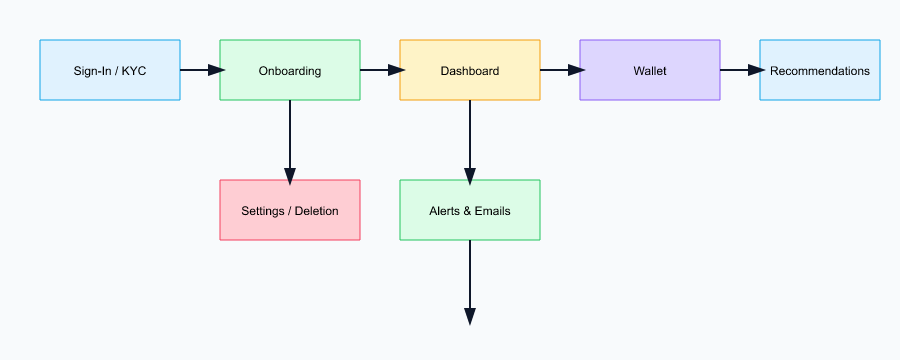 Sign-In / KYC
Onboarding
Dashboard
Wallet
Recommendations
Settings / Deletion
Alerts & Emails